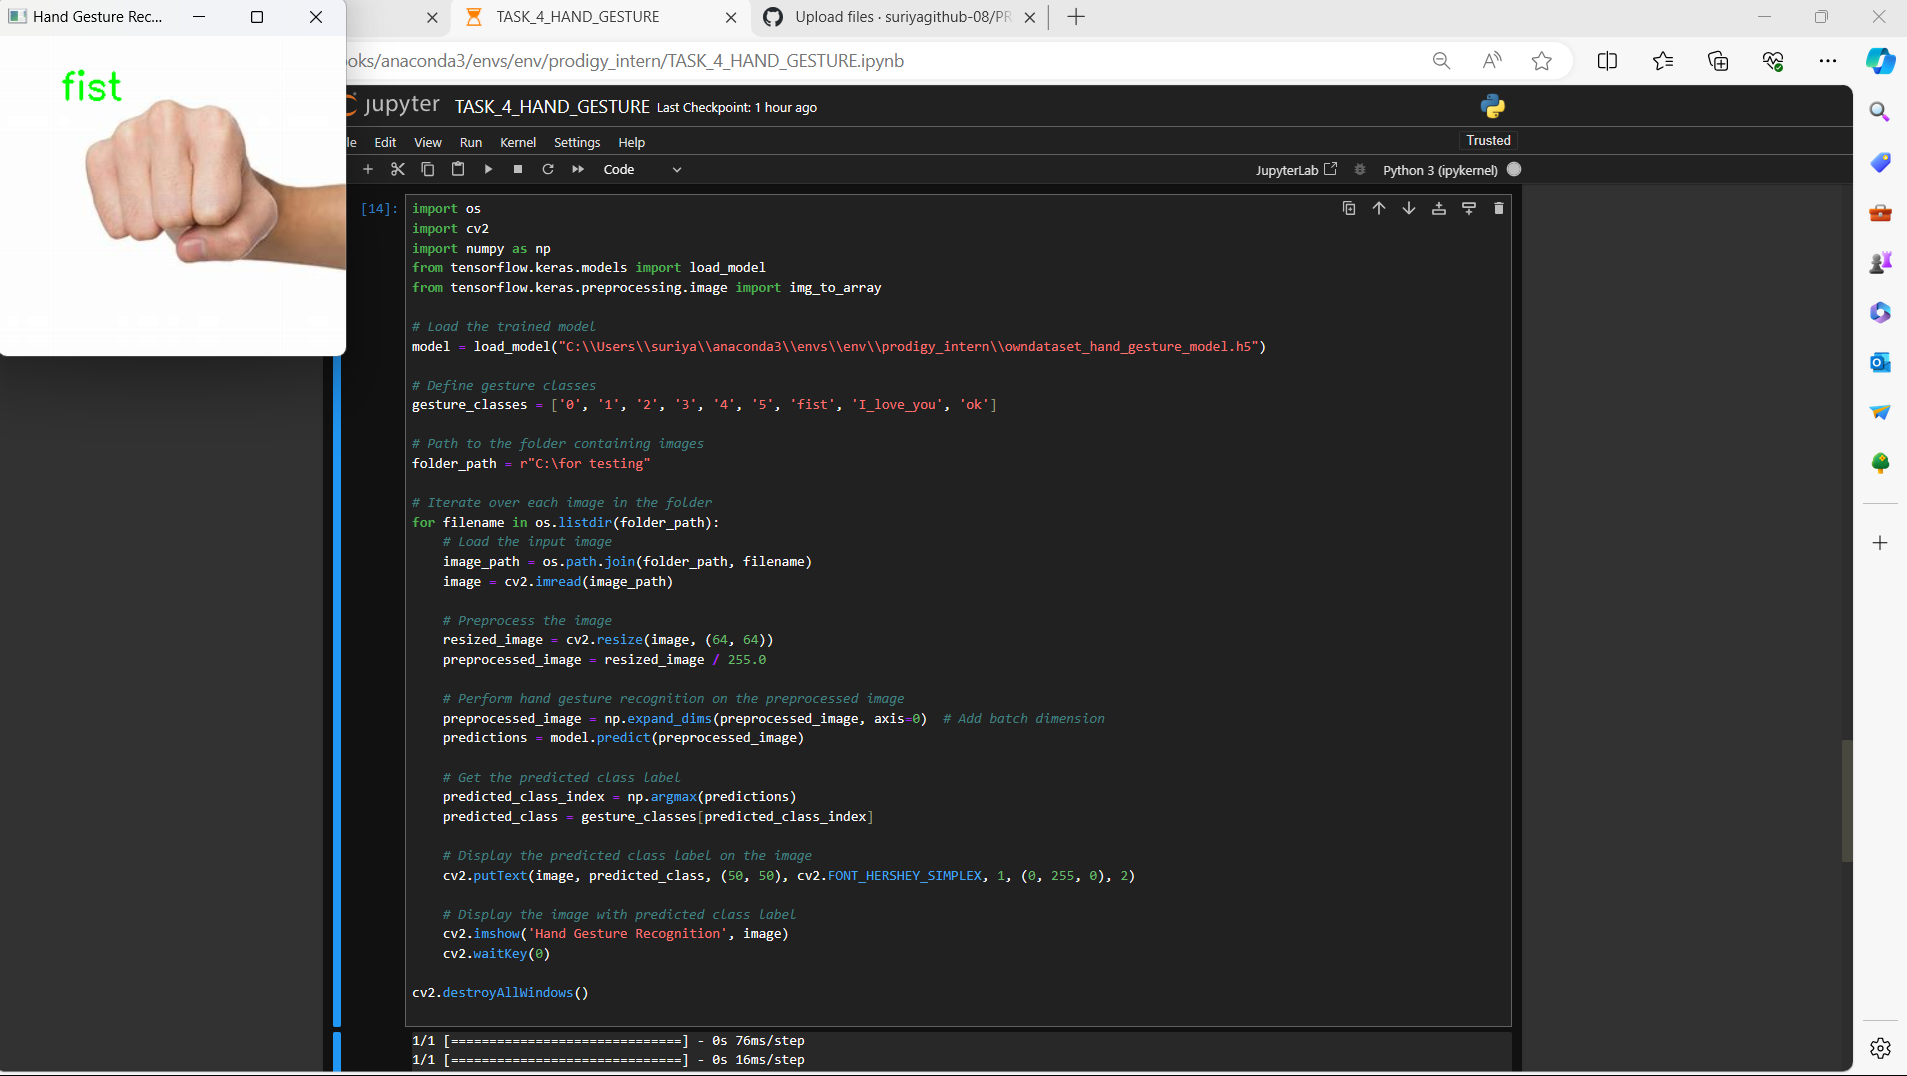 Hand Gesture Rec...
fist
TASK_4_HAND_GESTURE
Upload files · suriyagithub-08/PR
oks/anaconda3/envs/env/prodigy_intern/TASK_4_HAND_GESTURE.ipynb
jupyter TASK_4_HAND_GESTURE Last Checkpoint: 1 hour ago
le Edit View Run Kernel Settings Help
Trusted
Code
JupyterLab
Python 3 (ipykernel)
[14]:
import os
import cv2
import numpy as np
from tensorflow.keras.models import load_model
from tensorflow.keras.preprocessing.image import img_to_array
# Load the trained model
model = load_model("C:\\Users\\suriya\\anaconda3\\envs\\env\\prodigy_intern\\owndataset_hand_gesture_model.h5")
# Define gesture classes
gesture_classes = ['0', '1', '2', '3', '4', '5', 'fist', 'I_love_you', 'ok']
# Path to the folder containing images
folder_path = r"C:\for testing"
# Iterate over each image in the folder
for filename in os.listdir(folder_path):
# Load the input image
image_path = os.path.join(folder_path, filename)
image = cv2.imread(image_path)
# Preprocess the image
resized_image = cv2.resize(image, (64, 64))
preprocessed_image = resized_image / 255.0
# Perform hand gesture recognition on the preprocessed image
preprocessed_image = np.expand_dims(preprocessed_image, axis=0)  # Add batch dimension
predictions = model.predict(preprocessed_image)
# Get the predicted class label
predicted_class_index = np.argmax(predictions)
predicted_class = gesture_classes[predicted_class_index]
# Display the predicted class label on the image
cv2.putText(image, predicted_class, (50, 50), cv2.FONT_HERSHEY_SIMPLEX, 1, (0, 255, 0), 2)
# Display the image with predicted class label
cv2.imshow('Hand Gesture Recognition', image)
cv2.waitKey(0)
cv2.destroyAllWindows()
1/1 [==============================] - 0s 76ms/step
1/1 [==============================] - 0s 16ms/step